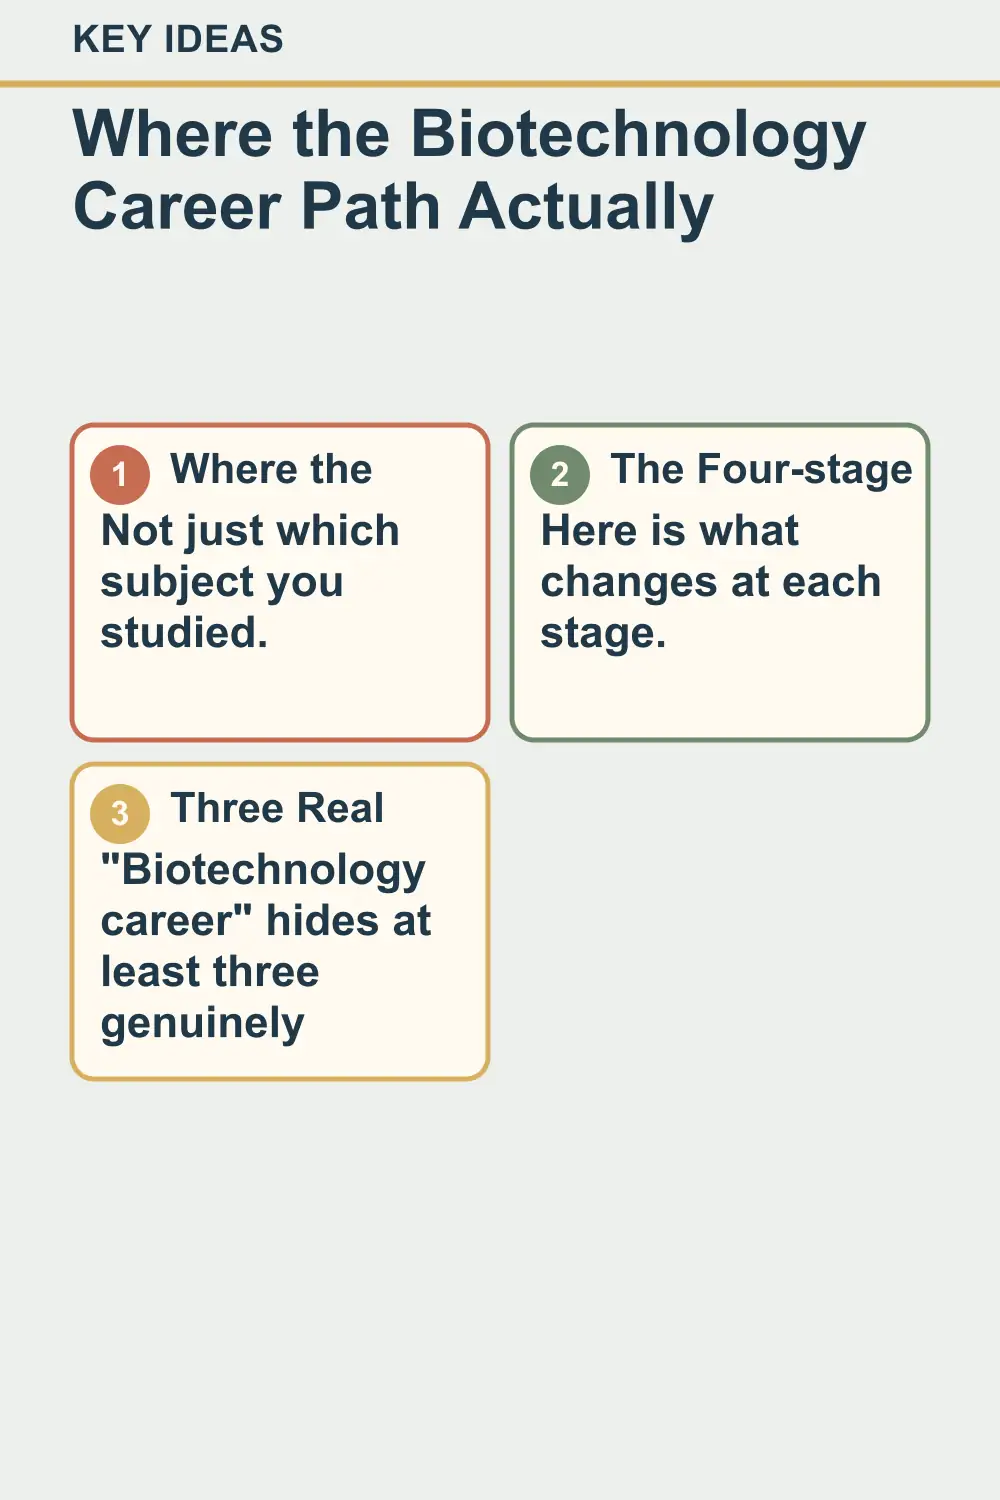 KEY IDEAS
Where the Biotechnology
Career Path Actually
1 Where the
Not just which
subject you
studied.
2 The Four-stage
Here is what
changes at each
stage.
3 Three Real
"Biotechnology
career" hides at
least three
genuinely